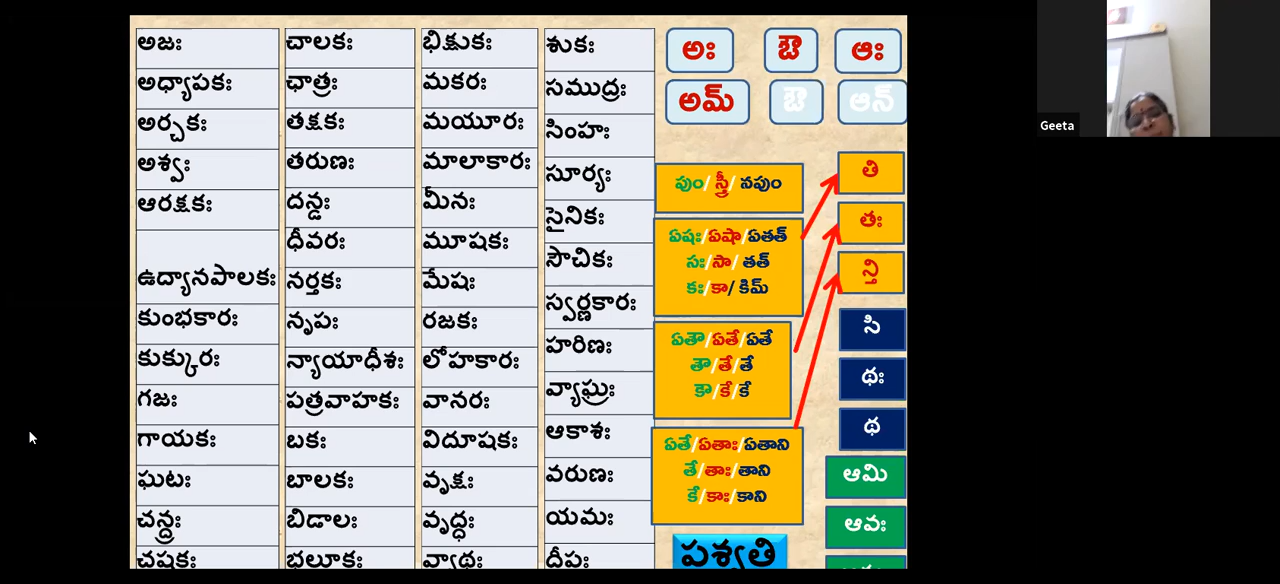 అజః
అధ్యాపకః
అర్చకః
అశ్వః
ఆరక్షకః
ఉద్యానపాలకః
కుంభకారః
కుక్కురః
గజః
గాయకః
ఘటః
చన్ద్రః
చషకః
చాలకః
ఛాత్రః
తక్షకః
తరుణః
దన్డః
ధీవరః
నర్తకః
నృపః
న్యాయాధీశః
పత్రవాహకః
బకః
బాలకః
బిడాలః
భల్లూకః
భిక్షుకః
మకరః
మయూరః
మాలాకారః
మీనః
మూషకః
మేషః
రజకః
లోహకారః
వానరః
విదూషకః
వృక్షః
వృద్ధః
వ్యాధః
శుకః
సముద్రః
సింహః
సూర్యః
సైనికః
సౌచికః
స్వర్ణకారః
హరిణః
వ్యాఘ్రః
ఆకాశః
వరుణః
యమః
దీపః
అః ఔ ఆః
అమ్ ఔ ఆన్
పుం/ స్త్రీ/ నపుం
ఏషః/ఏషా/ఏతత్
సః/సా/ తత్
కః/కా/ కిమ్
ఏతౌ/ఏతే/ఏతే
తౌ/తే/తే
కౌ/కే/కే
ఏతే/ఏతాః/ఏతాని
తే/తాః/తాని
కే/కాః/కాని
పశ్యతి
తి
తః
న్తి
సి
థః
థ
ఆమి
ఆవః
Geeta